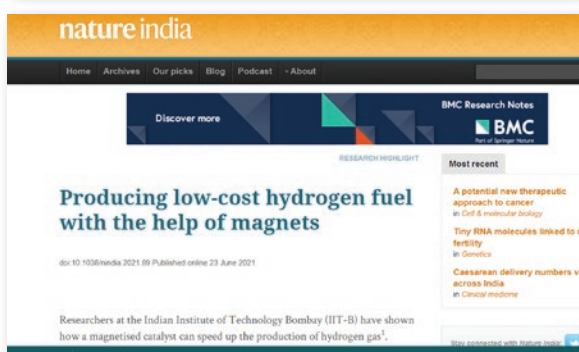 nature india
Home Archives Our picks Blog Podcast About
Discover more
BMC Research Notes
BMC
Part of Springer Nature
RESEARCH HIGHLIGHT
Producing low-cost hydrogen fuel
with the help of magnets
doi:10.1038/nindia.2021.89 Published online 23 June 2021
Researchers at the Indian Institute of Technology Bombay (IIT-B) have shown
how a magnetised catalyst can speed up the production of hydrogen gas¹.
Most recent
A potential new therapeutic
approach to cancer
in Cell & molecular biology
Tiny RNA molecules linked to
fertility
in Genetics
Caesarean delivery numbers
across India
in Clinical medicine
Stay connected with Nature India: